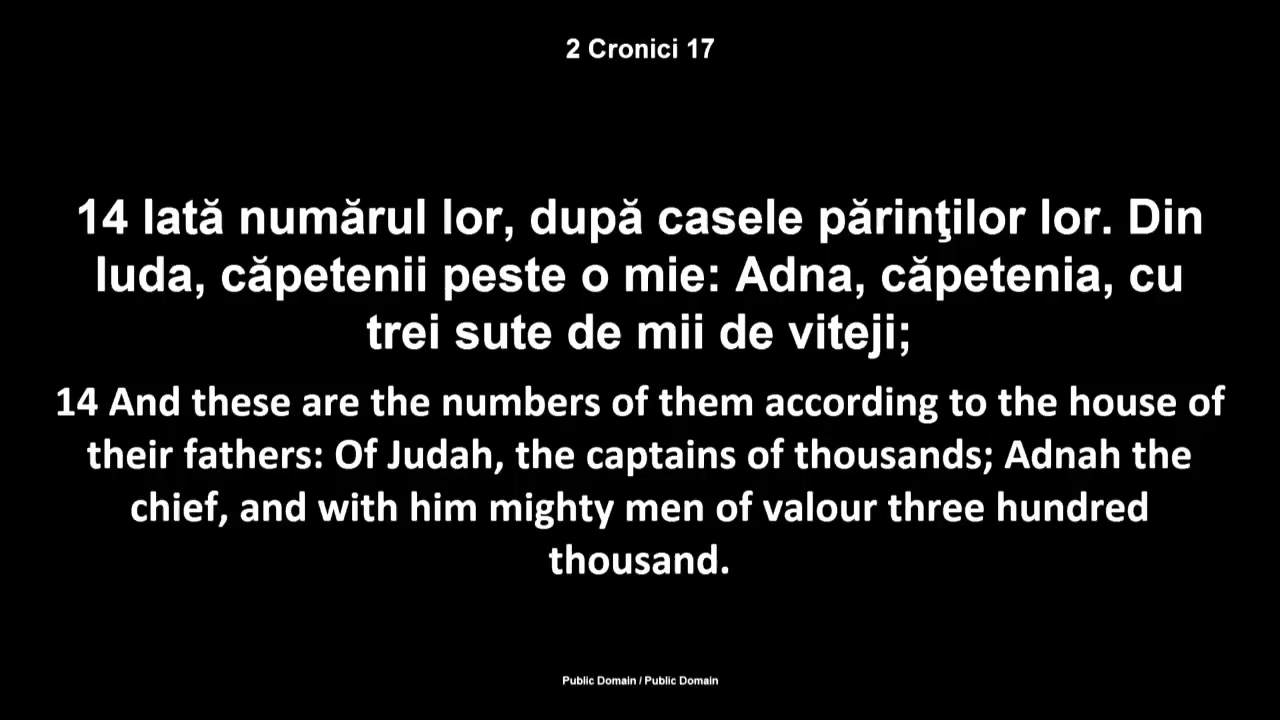 2 Cronici 17
14 Iată numărul lor, după casele părinţilor lor. Din
Iuda, căpetenii peste o mie: Adna, căpetenia, cu
trei sute de mii de viteji;
14 And these are the numbers of them according to the house of
their fathers: Of Judah, the captains of thousands; Adnah the
chief, and with him mighty men of valour three hundred
thousand.
Public Domain / Public Domain